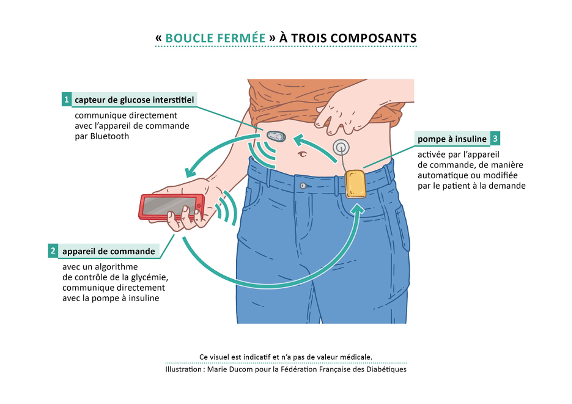 « BOUCLE FERMÉE » À TROIS COMPOSANTS
1 capteur de glucose interstitiel
communique directement
avec l'appareil de commande
par Bluetooth
pompe à insuline 3
activée par l'appareil
de commande, de manière
automatique ou modifiée
par le patient à la demande
2 appareil de commande
avec un algorithme
de contrôle de la glycémie,
communique directement
avec la pompe à insuline
Ce visuel est indicatif et n'a pas de valeur médicale.
Illustration : Marie Ducom pour la Fédération Française des Diabétiques